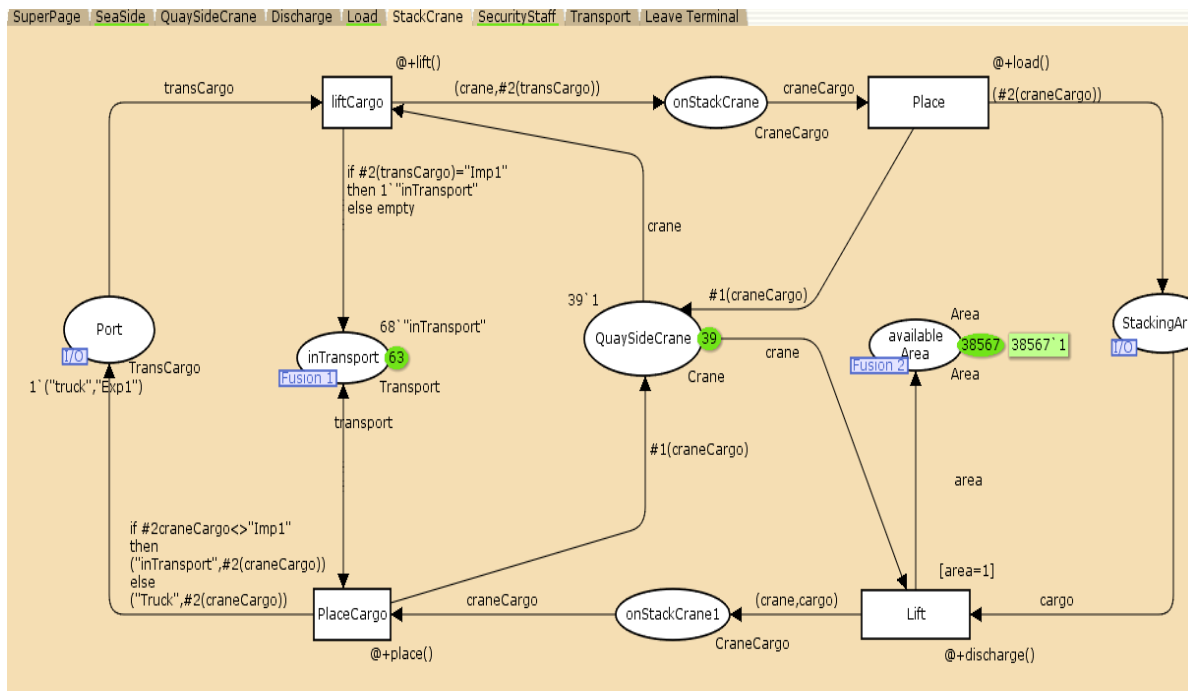 SuperPage SeaSide QuaySideCrane Discharge Load StackCrane SecurityStaff Transport Leave Terminal
@+lift()
@+load()
transCargo
liftCargo
(crane,#2(transCargo))
onStackCrane
craneCargo
Place
(#2(craneCargo))
CraneCargo
if #2(transCargo)="Imp1"
then 1`"inTransport"
else empty
crane
39`1
#1(craneCargo)
Port
I/O
TransCargo
1`("truck","Exp1")
68`"inTransport"
inTransport
63
Fusion 1
Transport
transport
QuaySideCrane
39
Crane
crane
Area
available
Area
38567
38567`1
Fusion 2
Area
StackingAr
I/O
#1(craneCargo)
area
if #2craneCargo<>"Imp1"
then
("inTransport",#2(craneCargo))
else
("Truck",#2(craneCargo))
[area=1]
PlaceCargo
craneCargo
onStackCrane1
(crane,cargo)
Lift
cargo
CraneCargo
@+place()
@+discharge()